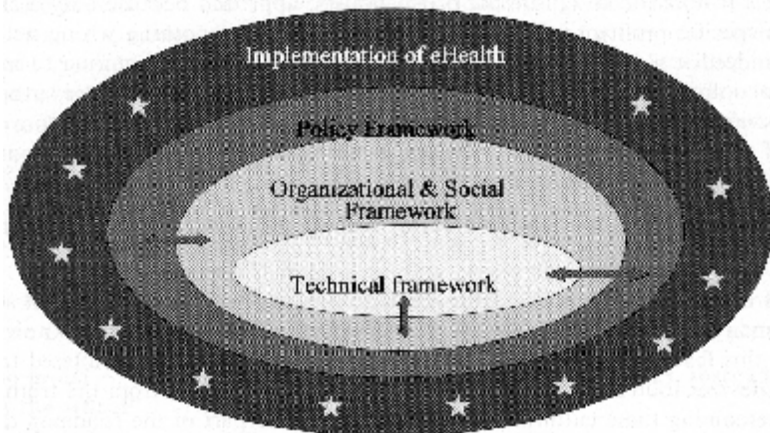 Implementation of eHealth
Policy Framework
Organizational & Social
Framework
Technical framework